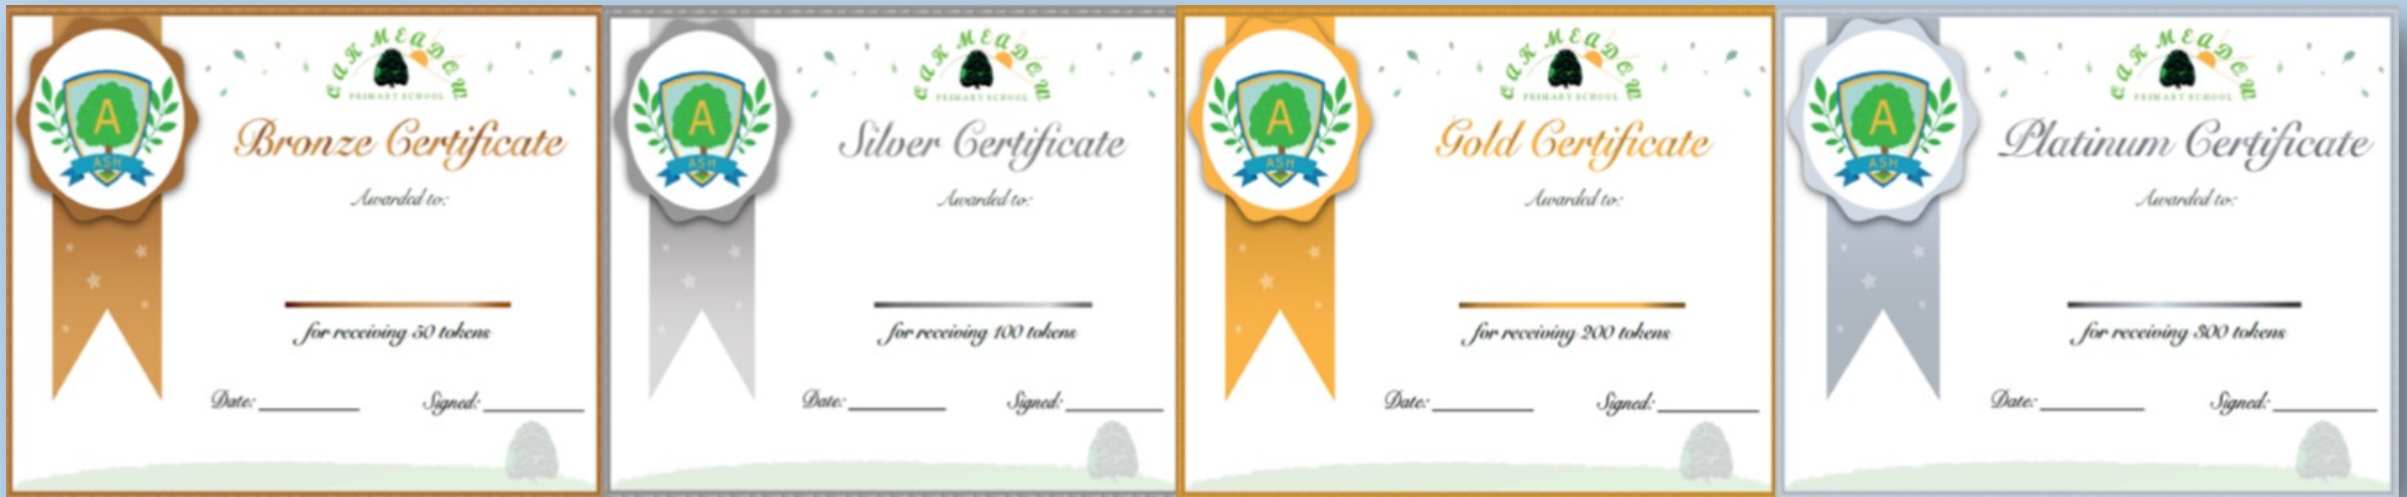 OAK MEADOW
PRIMARY SCHOOL
Bronze Certificate
A
ASH
Awarded to:
for receiving 50 tokens
Date: Signed:
OAK MEADOW
PRIMARY SCHOOL
Silver Certificate
A
ASH
Awarded to:
for receiving 100 tokens
Date: Signed:
OAK MEADOW
PRIMARY SCHOOL
Gold Certificate
A
ASH
Awarded to:
for receiving 200 tokens
Date: Signed:
OAK MEADOW
PRIMARY SCHOOL
Platinum Certificate
A
ASH
Awarded to:
for receiving 300 tokens
Date: Signed: